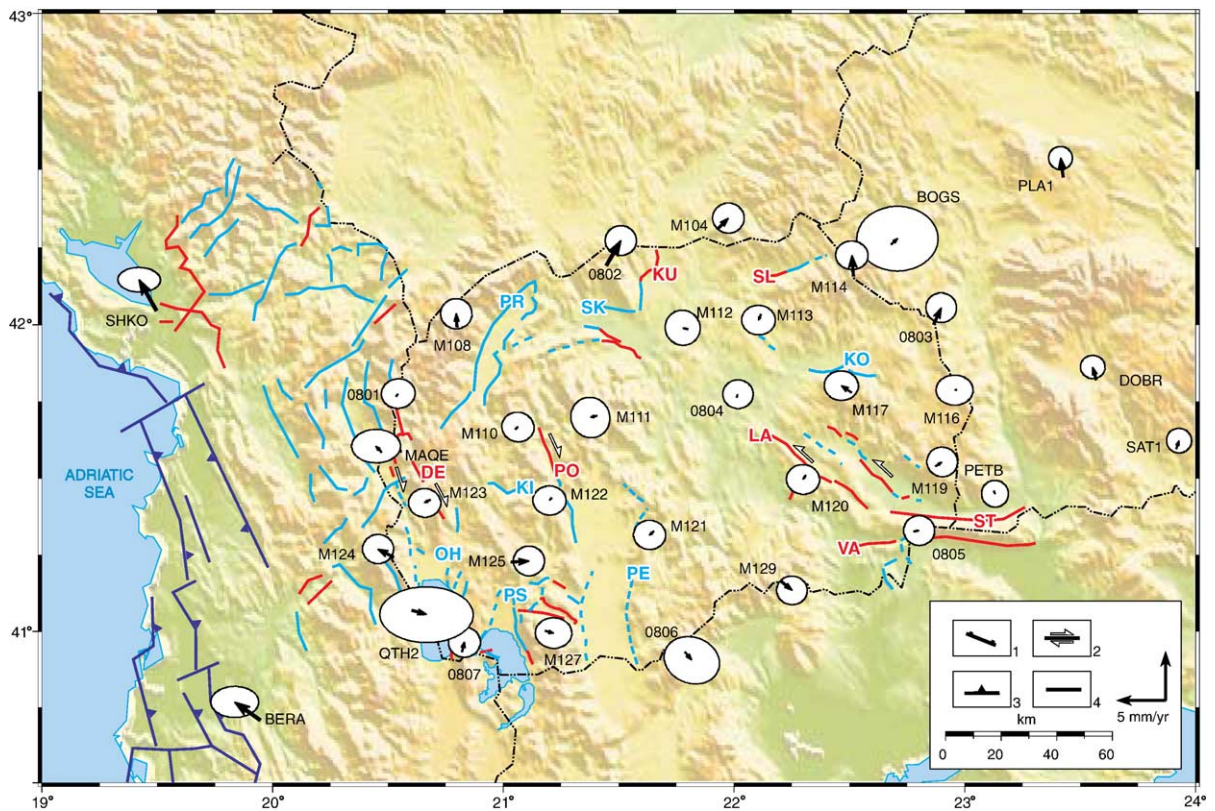 43°
PLA1
BOGS
M104
0802
KU
SL
M114
SHKO
PR
SK
M112
M113
42°
M108
0803
KO
DOBR
0801
0804
M117
M116
M110
M111
LA
SAT1
MAQE
DE
PO
PETB
M123
KI
M122
M119
M120
ADRIATIC
SEA
ST
M121
VA
0805
M124
OH
M125
PS
PE
M129
41°
QTH2
0807
M127
0806
BERA
1
2
3
4
5 mm/yr
km
0 20 40 60
19° 20° 21° 22° 23° 24°